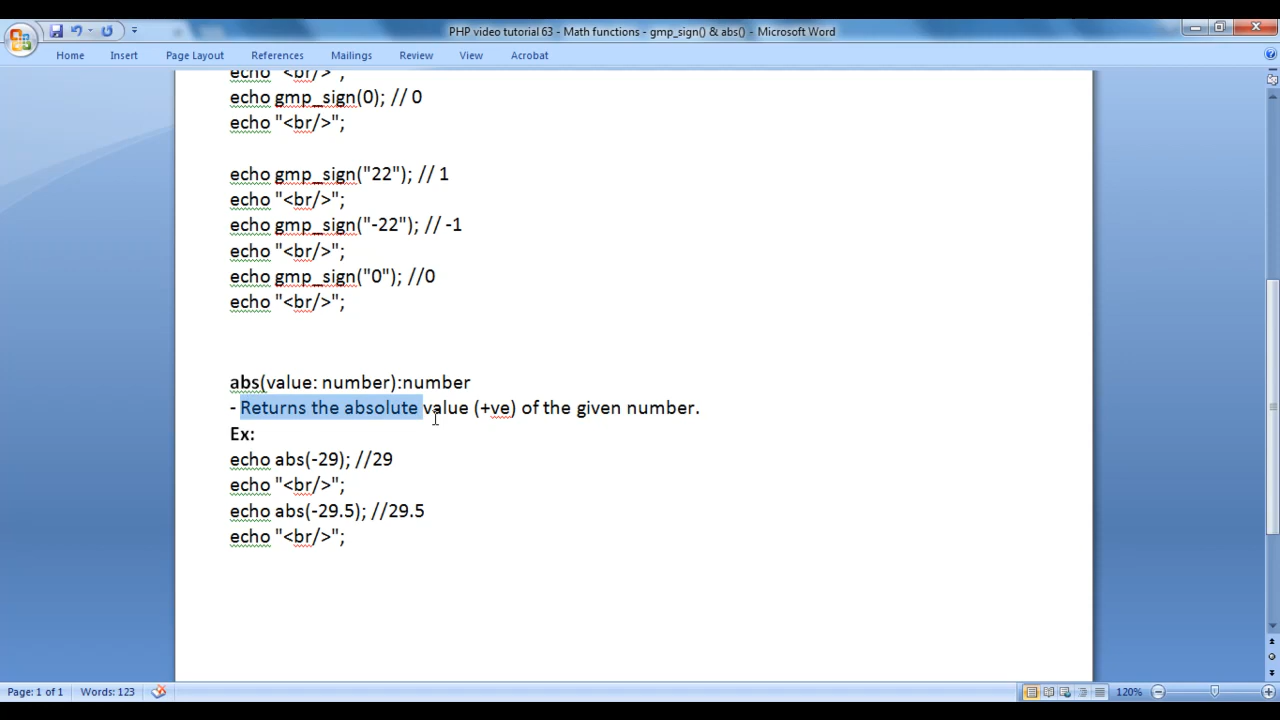 PHP video tutorial 63 - Math functions - gmp_sign() & abs() - Microsoft Word
Home Insert Page Layout References Mailings Review View Acrobat
echo "<br/>";
echo gmp_sign(0); // 0
echo "<br/>";
echo gmp_sign("22"); // 1
echo "<br/>";
echo gmp_sign("-22"); // -1
echo "<br/>";
echo gmp_sign("0"); //0
echo "<br/>";
abs(value: number):number
- Returns the absolute value (+ve) of the given number.
Ex:
echo abs(-29); //29
echo "<br/>";
echo abs(-29.5); //29.5
echo "<br/>";
Page: 1 of 1 Words: 123 120%